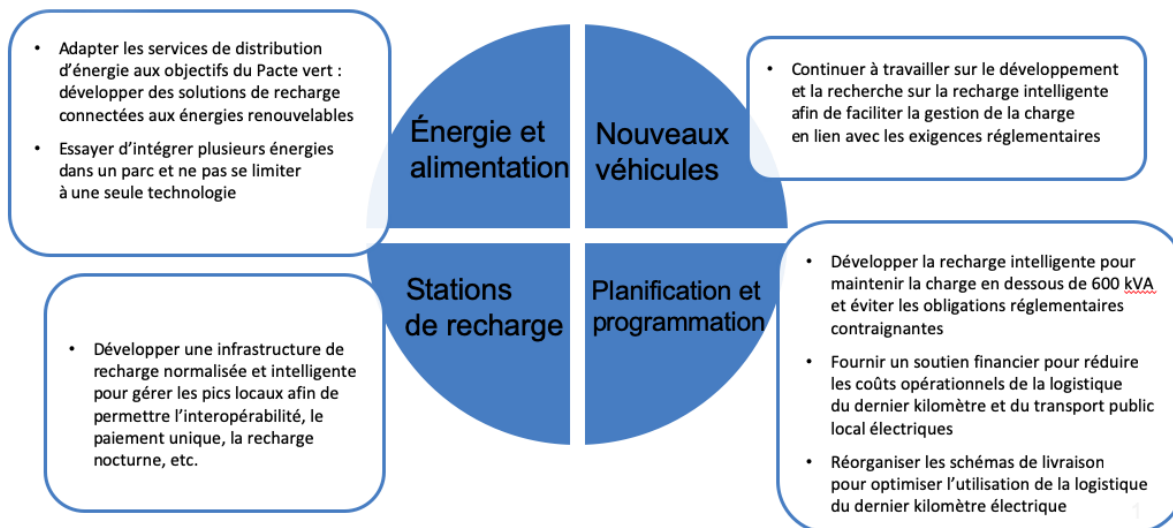 • Adapter les services de distribution
d’énergie aux objectifs du Pacte vert :
développer des solutions de recharge
connectées aux énergies renouvelables
• Essayer d’intégrer plusieurs énergies
dans un parc et ne pas se limiter
à une seule technologie
Énergie et
alimentation
Nouveaux
véhicules
• Continuer à travailler sur le développement
et la recherche sur la recharge intelligente
afin de faciliter la gestion de la charge
en lien avec les exigences réglementaires
• Développer une infrastructure de
recharge normalisée et intelligente
pour gérer les pics locaux afin de
permettre l’interopérabilité, le
paiement unique, la recharge
nocturne, etc.
Stations
de recharge
Planification et
programmation
• Développer la recharge intelligente pour
maintenir la charge en dessous de 600 kVA
et éviter les obligations réglementaires
contraignantes
• Fournir un soutien financier pour réduire
les coûts opérationnels de la logistique
du dernier kilomètre et du transport public
local électriques
• Réorganiser les schémas de livraison
pour optimiser l’utilisation de la logistique
du dernier kilomètre électrique
1